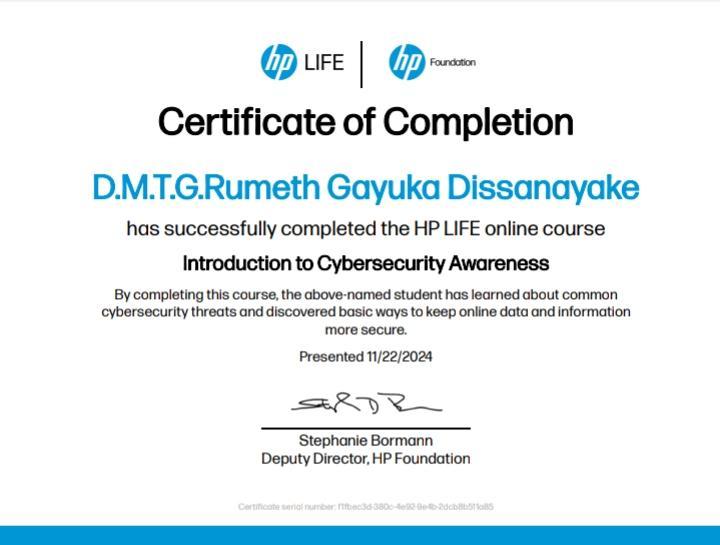 hp LIFE hp Foundation
Certificate of Completion
D.M.T.G.Rumeth Gayuka Dissanayake
has successfully completed the HP LIFE online course
Introduction to Cybersecurity Awareness
By completing this course, the above-named student has learned about common
cybersecurity threats and discovered basic ways to keep online data and information
more secure.
Presented 11/22/2024
Stephanie Bormann
Deputy Director, HP Foundation
Certificate serial number: f1fbec3d-380c-4e92-9e4b-2dcb8b511a85